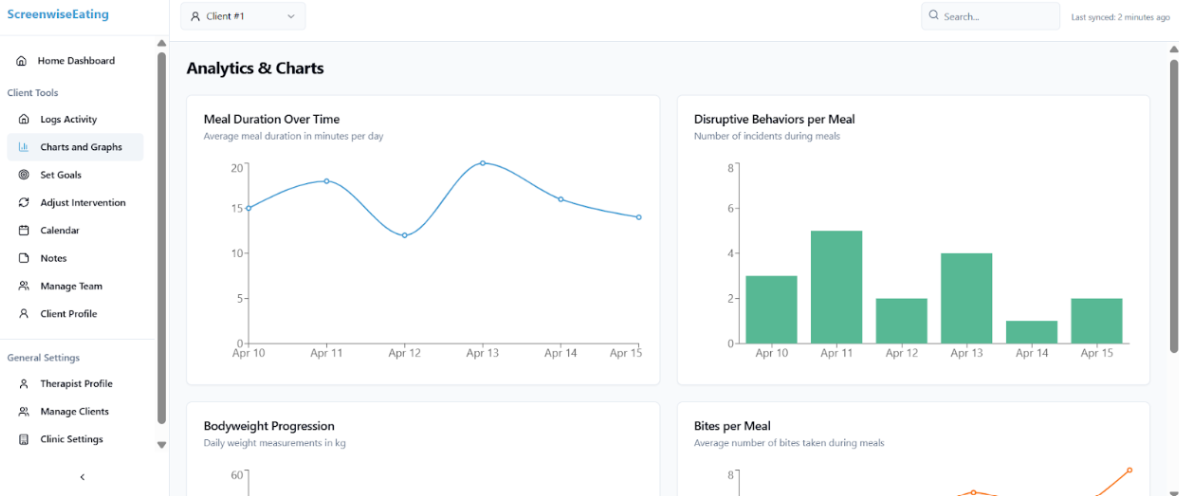 ScreenwiseEating
Client #1
Search...
Last synced: 2 minutes ago
Home Dashboard
Client Tools
Logs Activity
Charts and Graphs
Set Goals
Adjust Intervention
Calendar
Notes
Manage Team
Client Profile
General Settings
Therapist Profile
Manage Clients
Clinic Settings
Analytics & Charts
Meal Duration Over Time
Average meal duration in minutes per day
20
15
10
5
0
Apr 10 Apr 11 Apr 12 Apr 13 Apr 14 Apr 15
Disruptive Behaviors per Meal
Number of incidents during meals
8
6
4
2
0
Apr 10 Apr 11 Apr 12 Apr 13 Apr 14 Apr 15
Bodyweight Progression
Daily weight measurements in kg
60
Bites per Meal
Average number of bites taken during meals
8